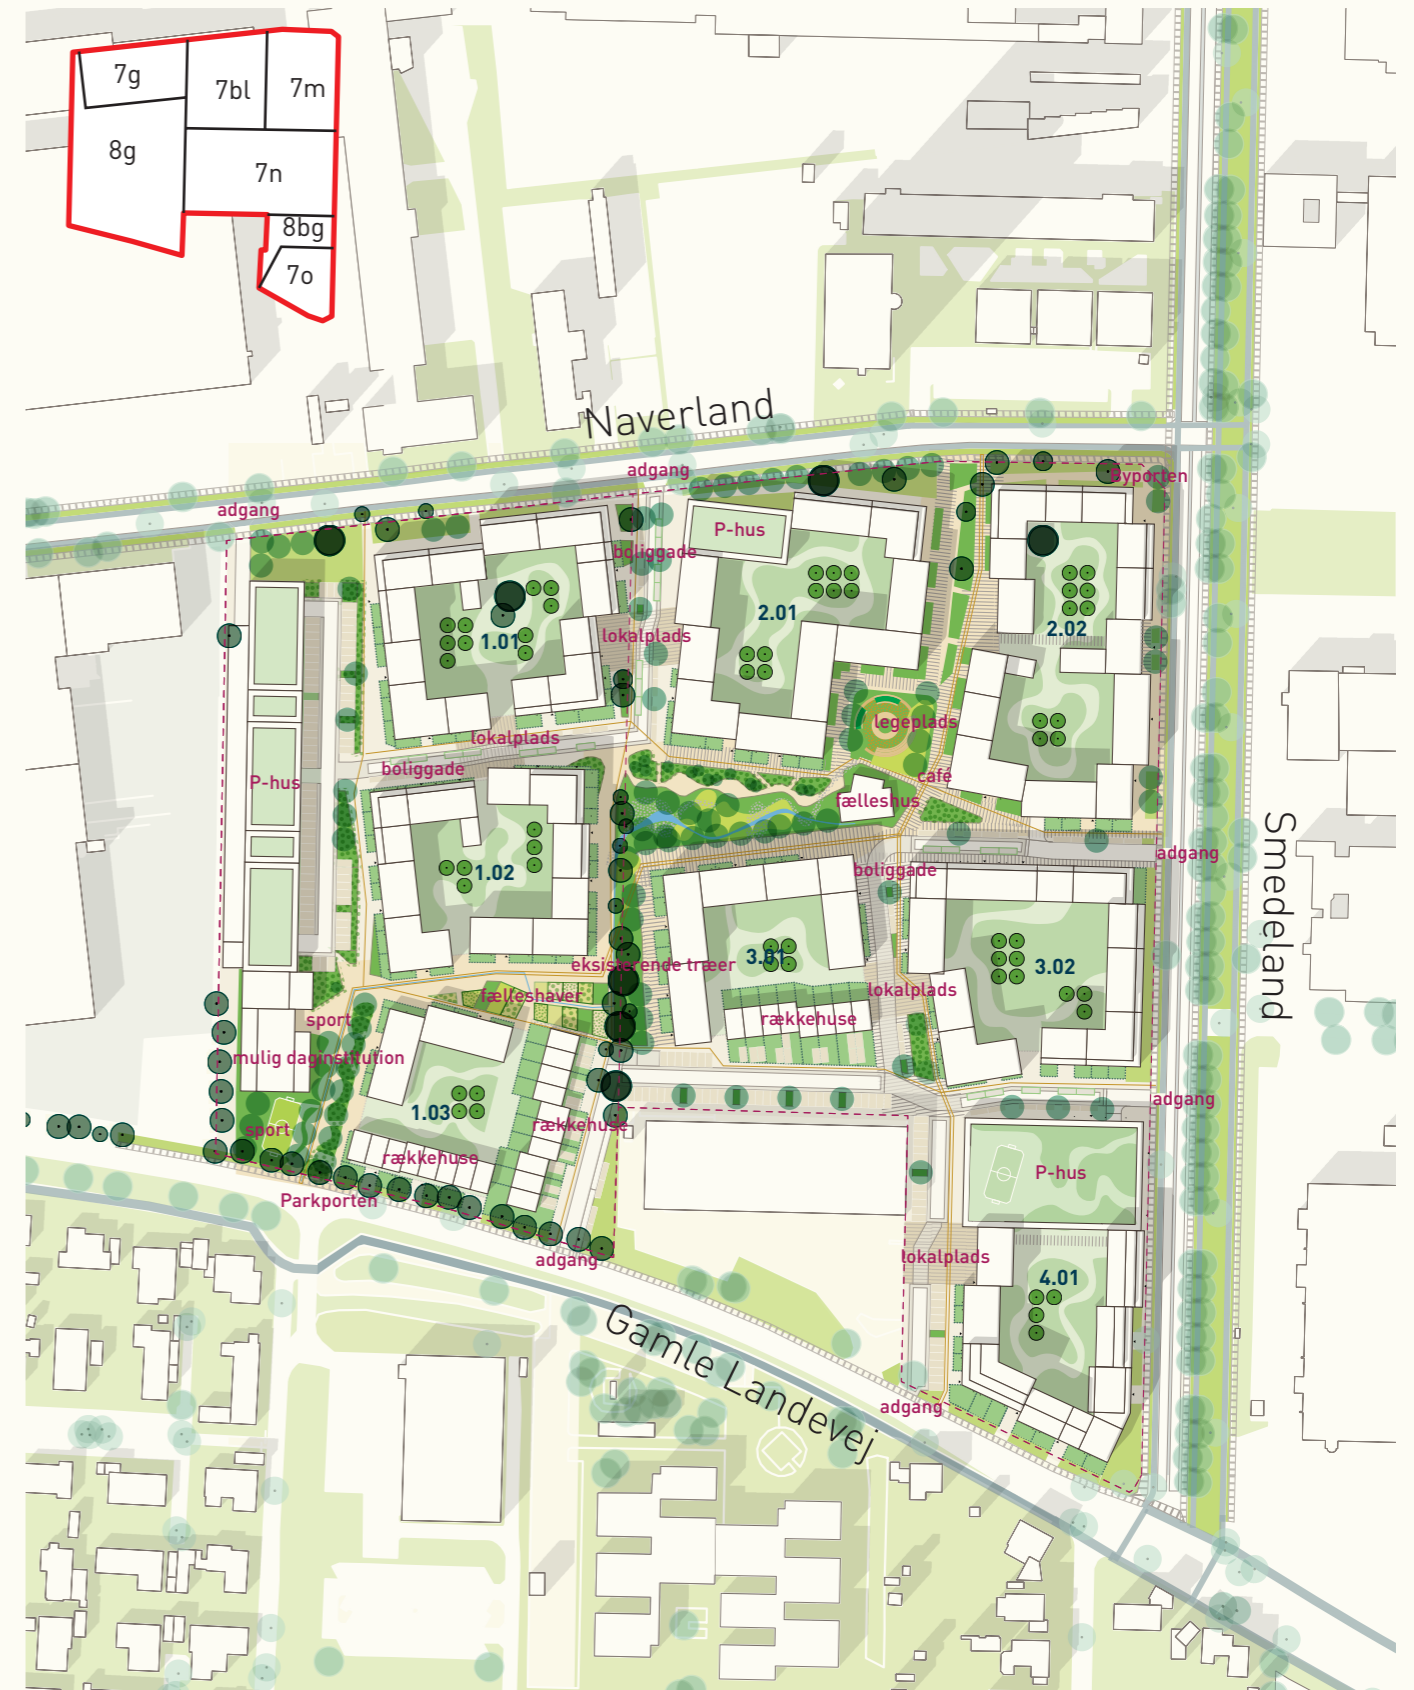 7g
7bl
7m
8g
7n
8bg
7o
Naverland
adgang
Byporten
adgang
P-hus
boliggade
2.01
2.02
1.01
lokalplads
legeplads
lokalplads
boliggade
café
P-hus
fælleshus
Smedeland
adgang
boliggade
1.02
3.01
eksisterende træer
3.02
fælleshaver
lokalplads
sport
rækkehuse
mulig daginstitution
adgang
1.03
rækkehuse
sport
rækkehuse
P-hus
Parkporten
lokalplads
adgang
4.01
Gamle Landevej
adgang